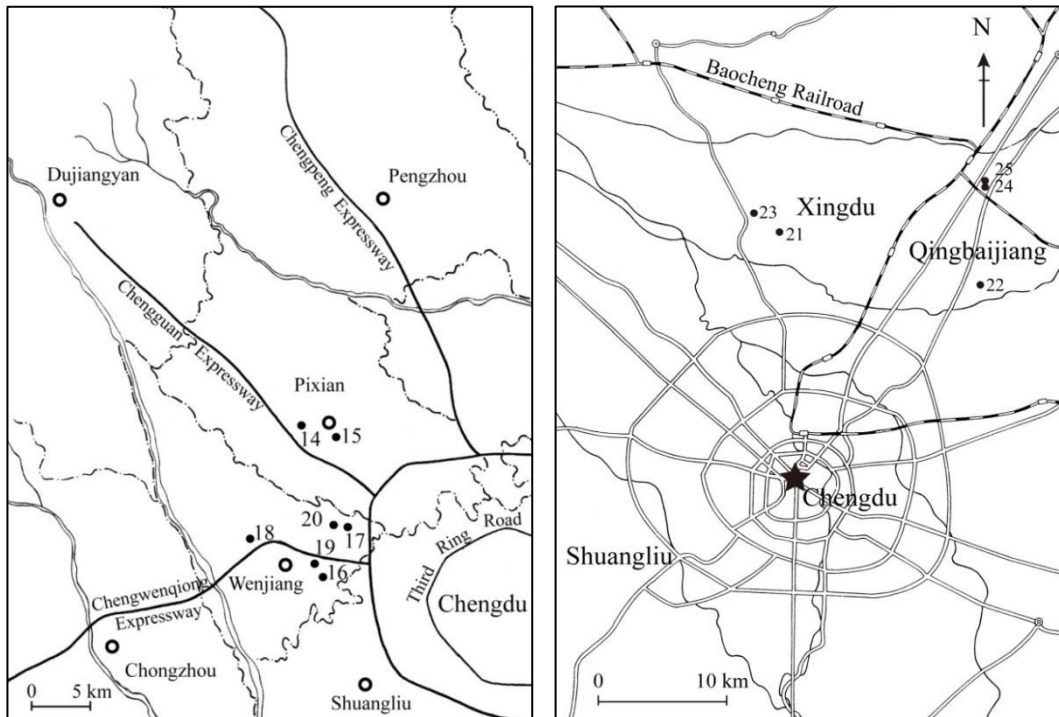 Dujiangyan
Pengzhou
Chengpeng Expressway
Chengguan Expressway
Pixian
14
15
20
17
18
19
16
Wenjiang
Chengwenqiong
Expressway
Third Ring Road
Chengdu
Chongzhou
Shuangliu
0 5 km
N
Baocheng Railroad
25
24
23
Xingdu
21
Qingbaijiang
22
Chengdu
Shuangliu
0 10 km